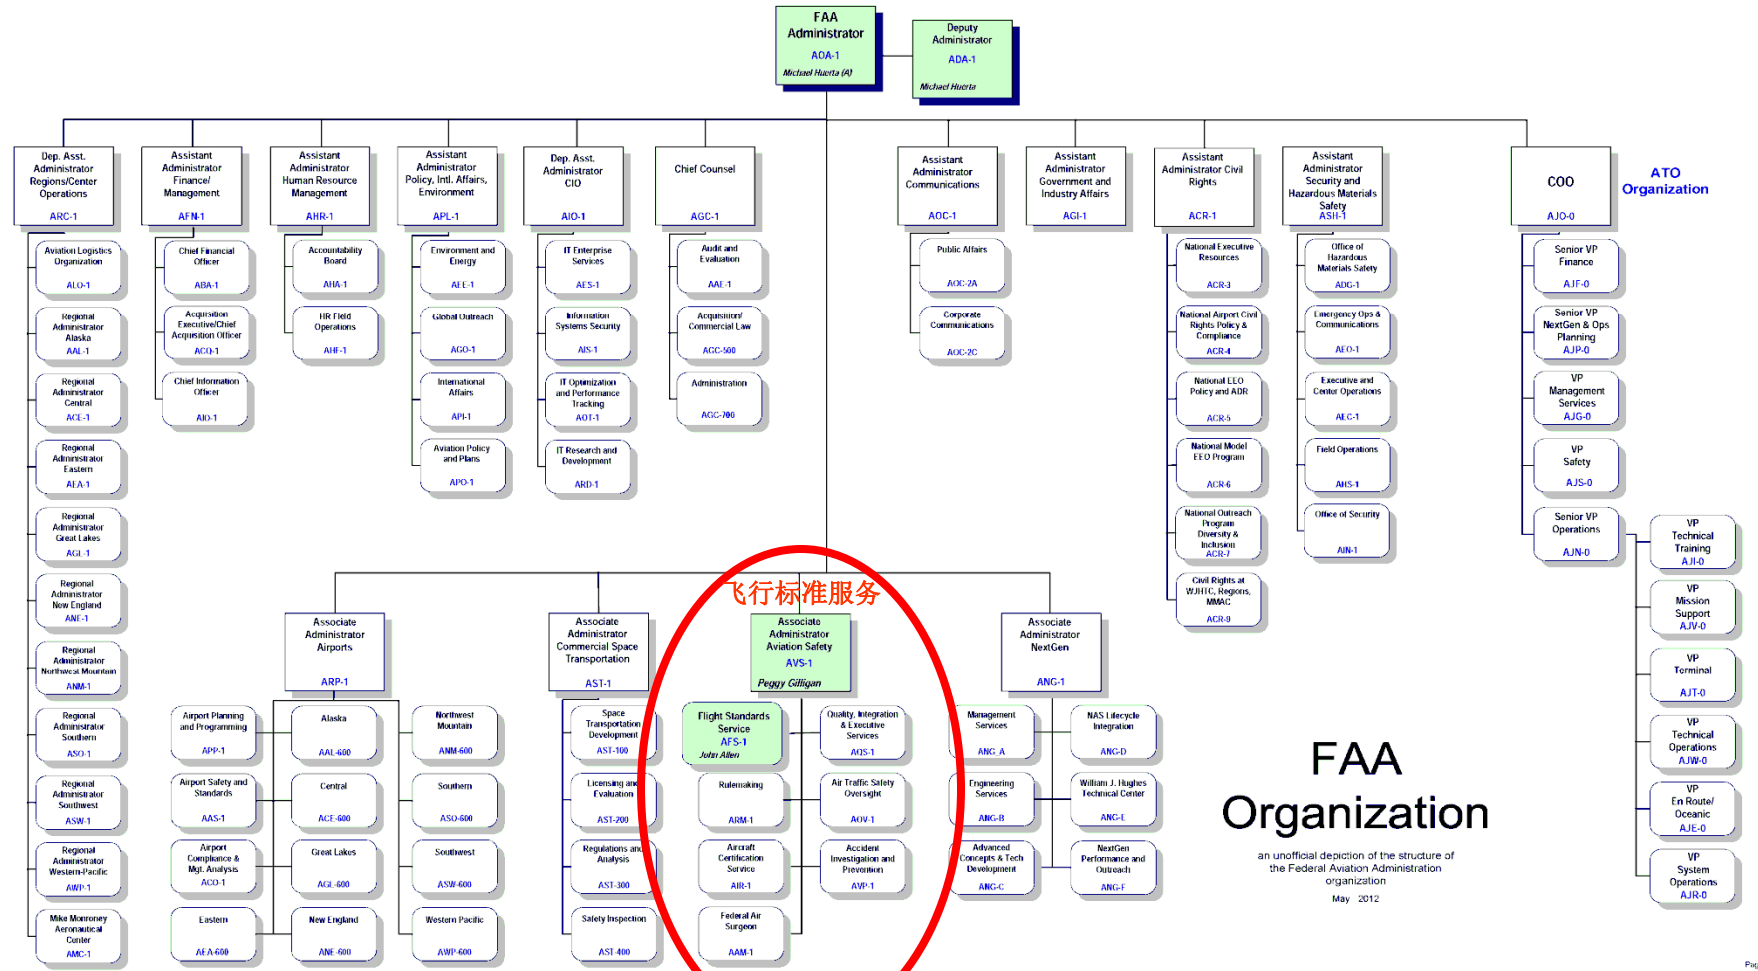 FAA
Administrator
AOA-1
Michael Huerta (A)
Deputy
Administrator
ADA-1
Michael Huerta
Dep. Asst.
Administrator
Regions/Center
Operations
ARC-1
Assistant
Administrator
Finance/
Management
AFN-1
Assistant
Administrator
Human Resource
Management
AHR-1
Assistant
Administrator
Policy, Intl. Affairs,
Environment
APL-1
Dep. Asst.
Administrator
CIO
AIO-1
Chief Counsel
AGC-1
Assistant
Administrator
Communications
AOC-1
Assistant
Administrator
Government and
Industry Affairs
AGI-1
Assistant
Administrator Civil
Rights
ACR-1
Assistant
Administrator
Security and
Hazardous Materials
Safety
ASH-1
COO
AJO-0
ATO
Organization
Aviation Logistics
Organization
ALO-1
Regional
Administrator
Alaska
AAL-1
Regional
Administrator
Central
ACE-1
Regional
Administrator
Eastern
AEA-1
Regional
Administrator
Great Lakes
AGL-1
Regional
Administrator
New England
ANE-1
Regional
Administrator
Northwest Mountain
ANM-1
Regional
Administrator
Southern
ASO-1
Regional
Administrator
Southwest
ASW-1
Regional
Administrator
Western-Pacific
AWP-1
Mike Monroney
Aeronautical
Center
AMC-1
Chief Financial
Officer
ABA-1
Acquisition
Executive/Chief
Acquisition Officer
ACQ-1
Chief Information
Officer
AIO-1
Accountability
Board
AHA-1
HR Field
Operations
AHF-1
Environment and
Energy
AEE-1
Global Outreach
AGO-1
International
Affairs
API-1
Aviation Policy
and Plans
APO-1
IT Enterprise
Services
AES-1
Information
Systems Security
AIS-1
IT Optimization
and Performance
Tracking
AOT-1
IT Research and
Development
ARD-1
Audit and
Evaluation
AAE-1
Acquisition/
Commercial Law
AGC-500
Administration
AGC-700
Public Affairs
AOC-2A
Corporate
Communications
AOC-2C
National Executive
Resources
ACR-3
National Airport Civil
Rights Policy &
Compliance
ACR-4
National EEO
Policy and ADR
ACR-5
National Model
EEO Program
ACR-6
National Outreach
Program
Diversity &
Inclusion
ACR-7
Civil Rights at
WJHTC, Regions,
MMAC
ACR-9
Office of
Hazardous
Materials Safety
ADG-1
Emergency Ops &
Communications
AEO-1
Executive and
Center Operations
AEC-1
Field Operations
AHS-1
Office of Security
AIN-1
Senior VP
Finance
AJF-0
Senior VP
NextGen & Ops
Planning
AJP-0
VP
Management
Services
AJG-0
VP
Safety
AJS-0
Senior VP
Operations
AJN-0
VP
Technical
Training
AJI-0
VP
Mission
Support
AJV-0
VP
Terminal
AJT-0
VP
Technical
Operations
AJW-0
VP
En Route/
Oceanic
AJE-0
VP
System
Operations
AJR-0
飞行标准服务
Associate
Administrator
Airports
ARP-1
Associate
Administrator
Commercial Space
Transportation
AST-1
Associate
Administrator
Aviation Safety
AVS-1
Peggy Gilligan
Associate
Administrator
NextGen
ANG-1
Airport Planning
and Programming
APP-1
Airport Safety and
Standards
AAS-1
Airport
Compliance &
Mgt. Analysis
ACO-1
Eastern
AEA-600
Alaska
AAL-600
Central
ACE-600
Great Lakes
AGL-600
New England
ANE-600
Northwest
Mountain
ANM-600
Southern
ASO-600
Southwest
ASW-600
Western Pacific
AWP-600
Space
Transportation
Development
AST-100
Licensing and
Evaluation
AST-200
Regulations and
Analysis
AST-300
Safety Inspection
AST-400
Flight Standards
Service
AFS-1
John Allen
Rulemaking
ARM-1
Aircraft
Certification
Service
AIR-1
Federal Air
Surgeon
AAM-1
Quality, Integration
& Executive
Services
AQS-1
Air Traffic Safety
Oversight
AOV-1
Accident
Investigation and
Prevention
AVP-1
Management
Services
ANG_A
Engineering
Services
ANG-B
Advanced
Concepts & Tech
Development
ANG-C
NAS Lifecycle
Integration
ANG-D
William J. Hughes
Technical Center
ANG-E
NextGen
Performance and
Outreach
ANG-F
FAA
Organization
an unofficial depiction of the structure of
the Federal Aviation Administration
organization
May 2012
Pag